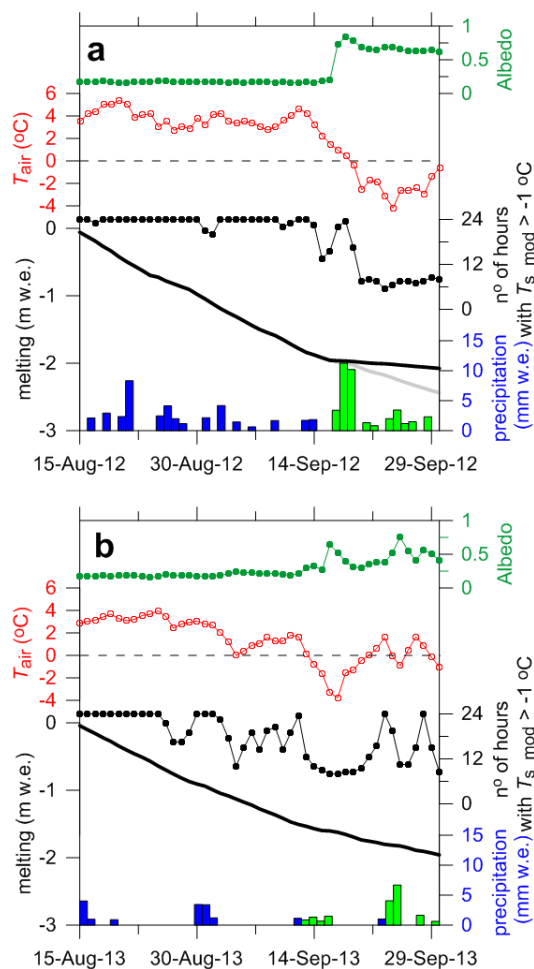 a
1
0.5
0
Albedo
6
4
2
0
-2
-4
Tair (ºC)
24
12
0
nº of hours
with Ts mod > -1 ºC
0
-1
-2
-3
melting (m w.e.)
15
10
5
0
precipitation
(mm w.e.)
15-Aug-12 30-Aug-12 14-Sep-12 29-Sep-12
b
1
0.5
0
Albedo
6
4
2
0
-2
-4
Tair (ºC)
24
12
0
nº of hours
with Ts mod > -1 ºC
0
-1
-2
-3
melting (m w.e.)
15
10
5
0
precipitation
(mm w.e.)
15-Aug-13 30-Aug-13 14-Sep-13 29-Sep-13